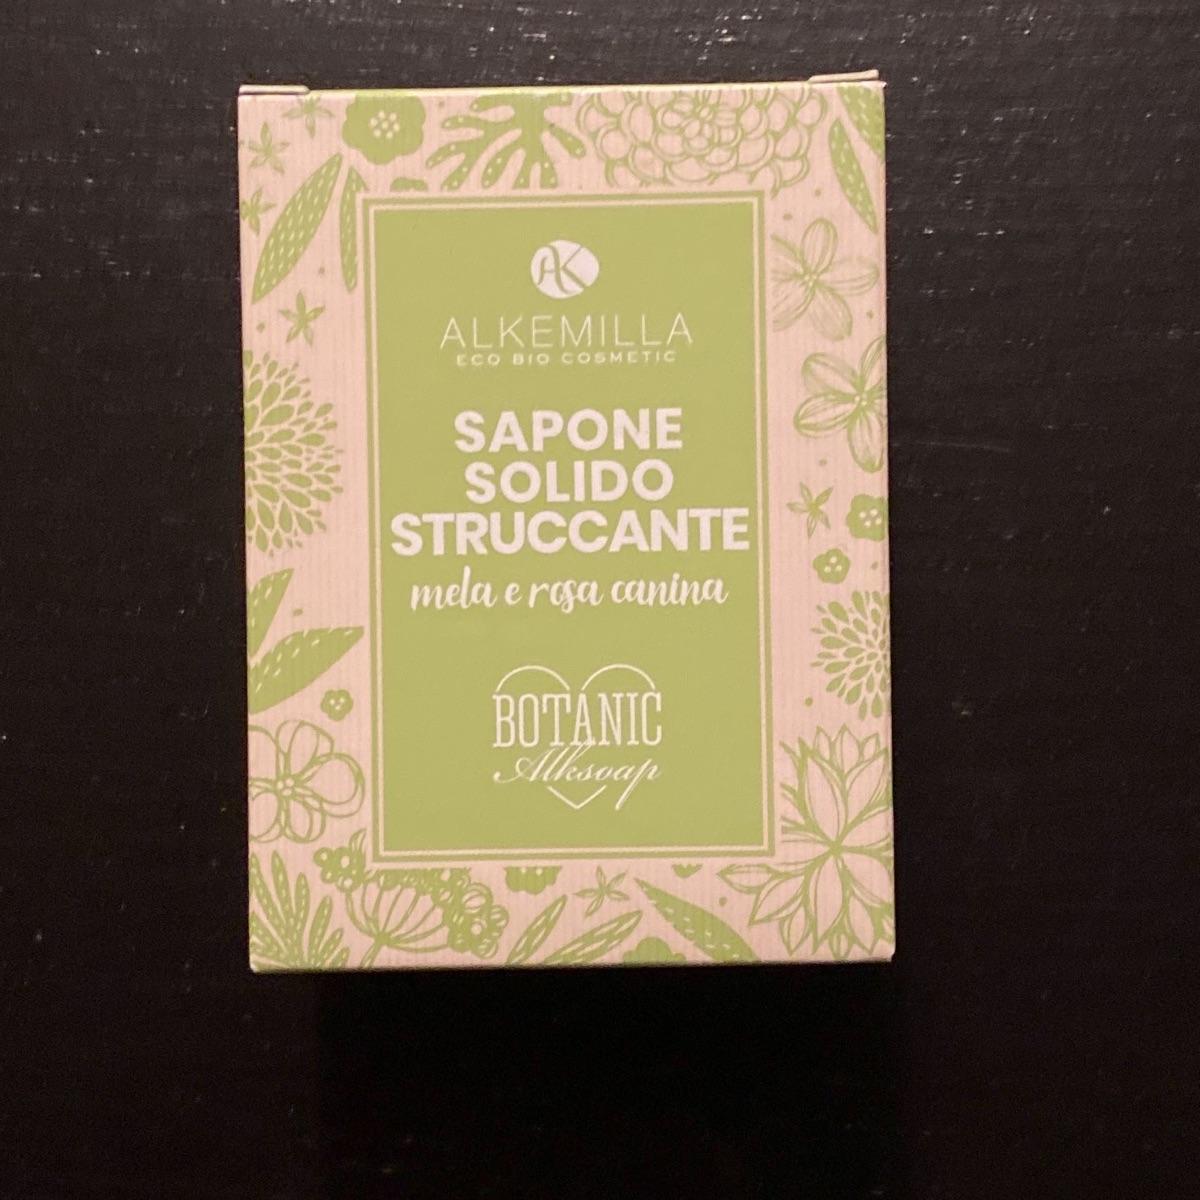 AK
ALKEMILLA
ECO BIO COSMETIC
SAPONE
SOLIDO
STRUCCANTE
mela e rosa canina
BOTANIC
Alksoap